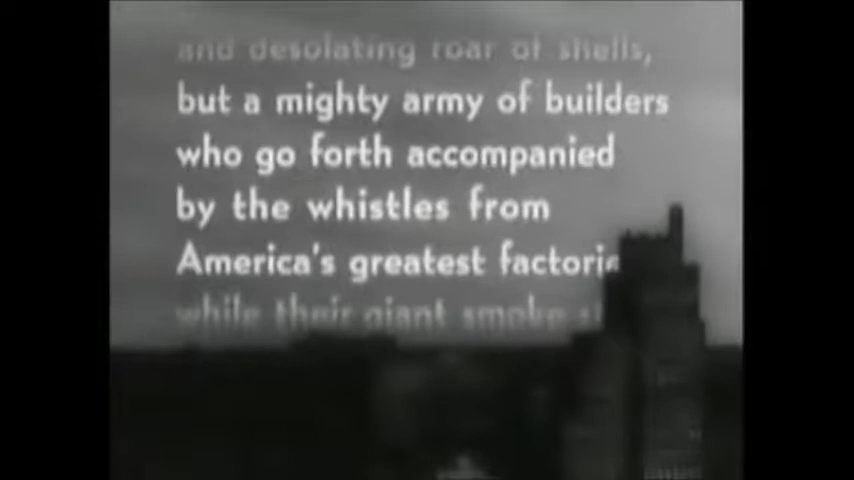 and desolating roar of shells,
but a mighty army of builders
who go forth accompanied
by the whistles from
America's greatest factorie
while their giant smoke s